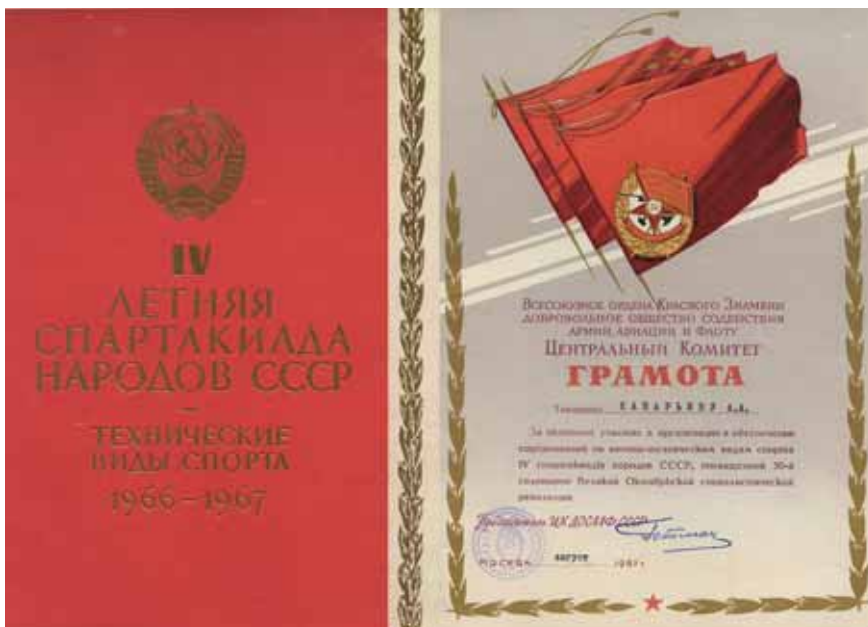 IV
ЛЕТНЯЯ
СПАРТАКИАДА
НАРОДОВ СССР
–
ТЕХНИЧЕСКИЕ
ВИДЫ СПОРТА
1966–1967
ВСЕСОЮЗНОЕ ОРДЕНА КРАСНОГО ЗНАМЕНИ
ДОБРОВОЛЬНОЕ ОБЩЕСТВО СОДЕЙСТВИЯ
АРМИИ, АВИАЦИИ И ФЛОТУ
ЦЕНТРАЛЬНЫЙ КОМИТЕТ
ГРАМОТА
За активное участие в организации и обеспечении
соревнований по военно-техническим видам спорта
IV спартакиады народов СССР, посвященной 50-й
годовщине Великой Октябрьской социалистической
революции
Председатель ЦК ДОСААФ СССР
МОСКВА август 1967 г.